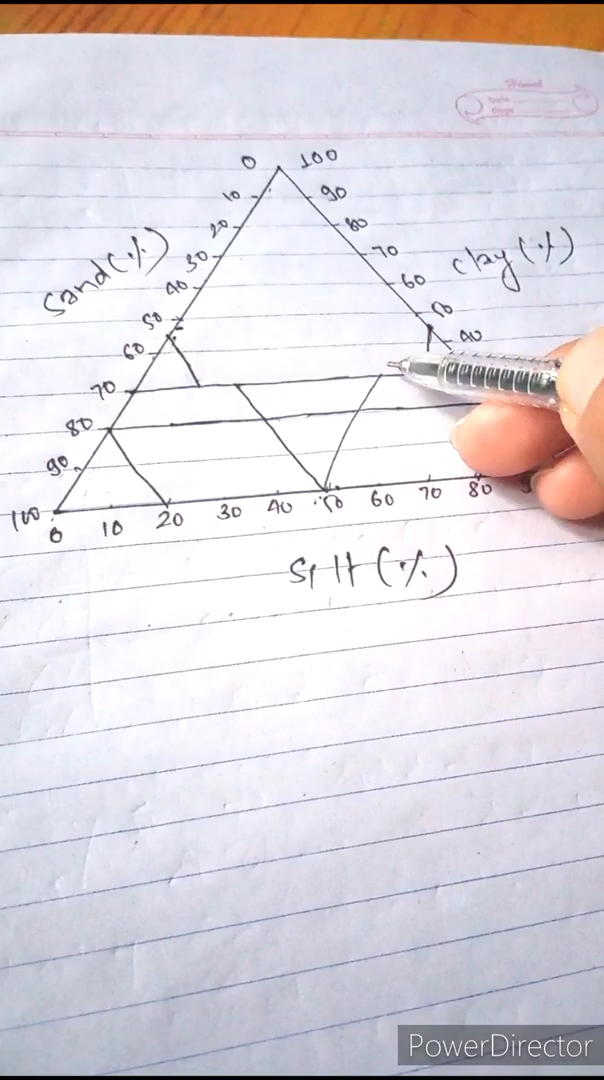 0 100
10 90
20 80
Sand (%) 30 70 Clay (%)
40 60
50 50
60 40
70
80
90
100
0 10 20 30 40 50 60 70 80
Silt (%)
PowerDirector